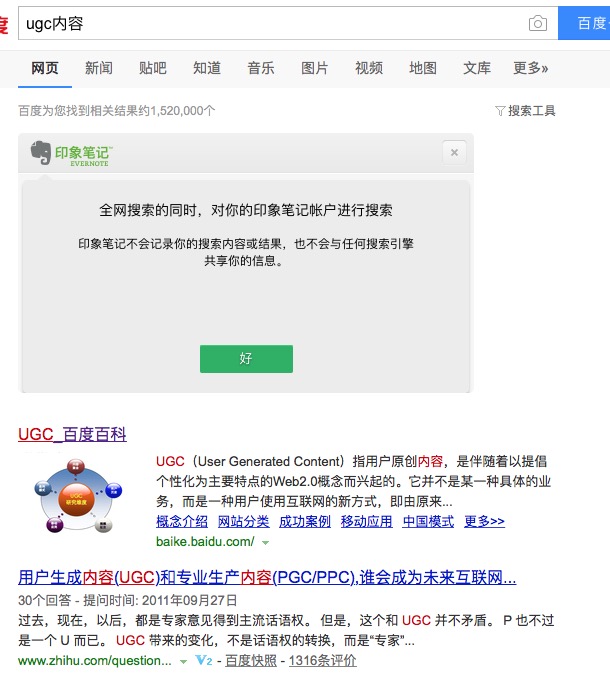 ugc内容
百度
网页 新闻 贴吧 知道 音乐 图片 视频 地图 文库 更多»
百度为您找到相关结果约1,520,000个 搜索工具
印象笔记™
EVERNOTE
×
全网搜索的同时，对你的印象笔记帐户进行搜索
印象笔记不会记录你的搜索内容或结果，也不会与任何搜索引擎
共享你的信息。
好
UGC_百度百科
UGC（User Generated Content）指用户原创内容，是伴随着以提倡
个性化为主要特点的Web2.0概念而兴起的。它并不是某一种具体的业
务，而是一种用户使用互联网的新方式，即由原来...
概念介绍 网站分类 成功案例 移动应用 中国模式 更多>>
baike.baidu.com/
UGC
研究维度
用户生成内容(UGC)和专业生产内容(PGC/PPC),谁会成为未来互联网...
30个回答 - 提问时间: 2011年09月27日
过去，现在，以后，都是专家意见得到主流话语权。 但是，这个和 UGC 并不矛盾。 P 也不过
是一个 U 而已。 UGC 带来的变化，不是话语权的转换，而是“专家”...
www.zhihu.com/question... V2 - 百度快照 - 1316条评价